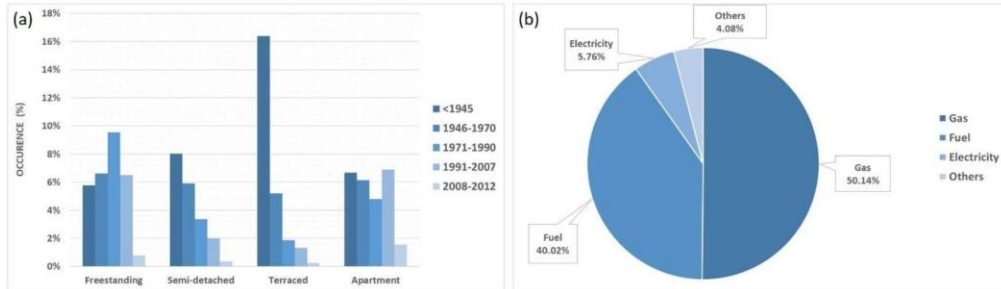 (a)
18%
16%
14%
12%
10%
8%
6%
4%
2%
0%
OCCURENCE (%)
Freestanding Semi-detached Terraced Apartment
<1945
1946-1970
1971-1990
1991-2007
2008-2012
(b)
Others
4.08%
Electricity
5.76%
Gas
50.14%
Fuel
40.02%
Gas
Fuel
Electricity
Others